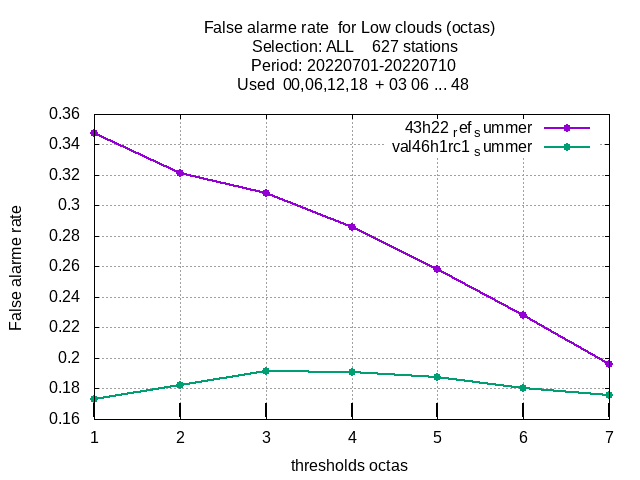 False alarme rate for Low clouds (octas)
Selection: ALL 627 stations
Period: 20220701-20220710
Used 00,06,12,18 + 03 06 ... 48
43h22 ref summer
val46h1rc1 summer
False alarme rate
0.36
0.34
0.32
0.3
0.28
0.26
0.24
0.22
0.2
0.18
0.16
1 2 3 4 5 6 7
thresholds octas